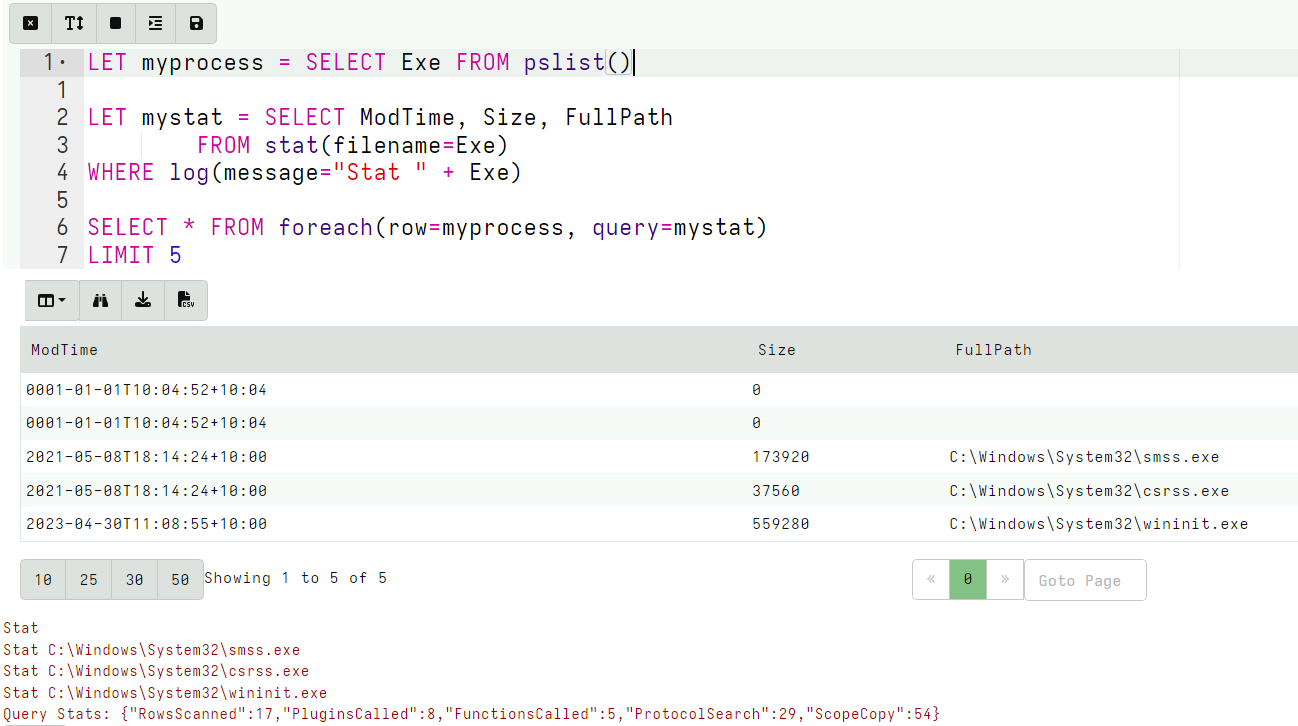 1· LET myprocess = SELECT Exe FROM pslist()
1
2 LET mystat = SELECT ModTime, Size, FullPath
3 FROM stat(filename=Exe)
4 WHERE log(message="Stat " + Exe)
5
6 SELECT * FROM foreach(row=myprocess, query=mystat)
7 LIMIT 5
CSV
ModTime Size FullPath
0001-01-01T10:04:52+10:04 0
0001-01-01T10:04:52+10:04 0
2021-05-08T18:14:24+10:00 173920 C:\Windows\System32\smss.exe
2021-05-08T18:14:24+10:00 37560 C:\Windows\System32\csrss.exe
2023-04-30T11:08:55+10:00 559280 C:\Windows\System32\wininit.exe
10 25 30 50 Showing 1 to 5 of 5 « 0 » Goto Page
Stat
Stat C:\Windows\System32\smss.exe
Stat C:\Windows\System32\csrss.exe
Stat C:\Windows\System32\wininit.exe
Query Stats: {"RowsScanned":17,"PluginsCalled":8,"FunctionsCalled":5,"ProtocolSearch":29,"ScopeCopy":54}